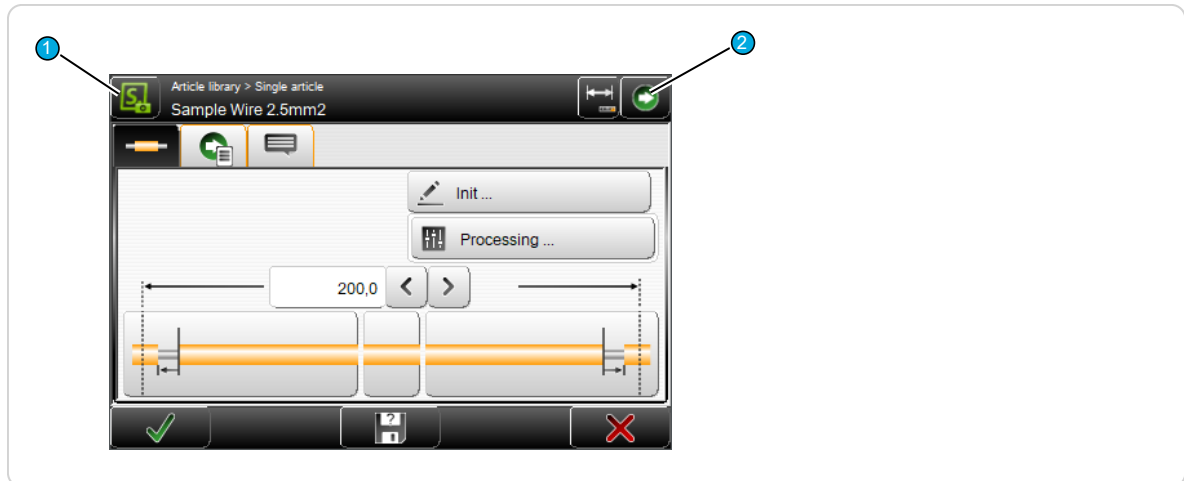 1
2
S.
Article library > Single article
Sample Wire 2.5mm2
Init ...
Processing ...
200,0
?